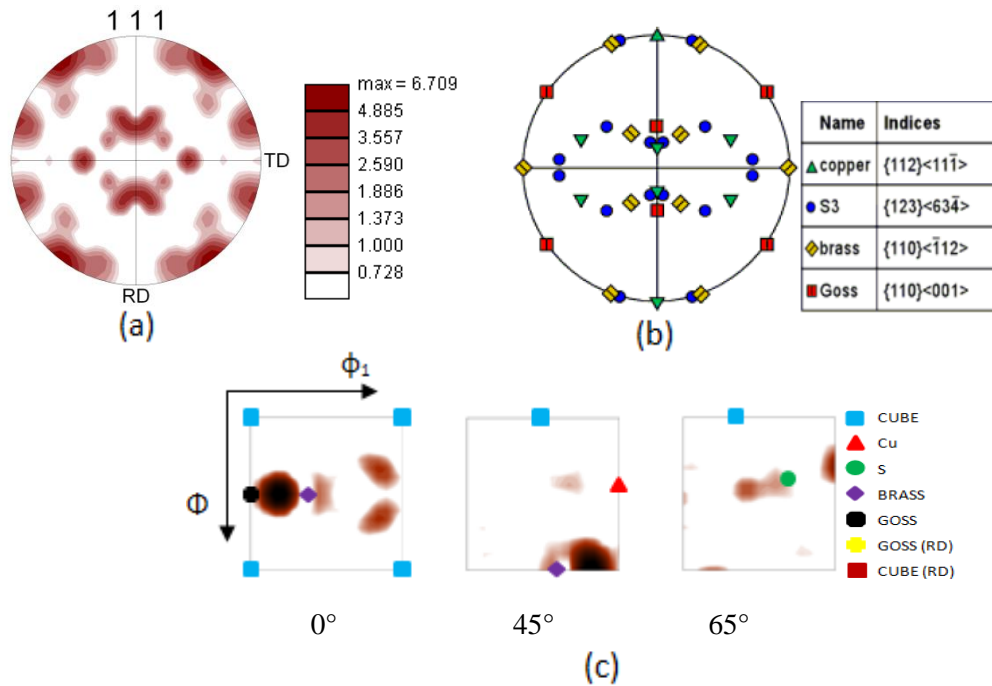 1 1 1
max = 6.709
4.885
3.557
2.590
1.886
1.373
1.000
0.728
TD
RD
(a)
Name Indices
copper {112}<111̄>
S3 {123}<634̄>
brass {110}<1̄12>
Goss {110}<001>
(b)
ϕ₁
Φ
CUBE
Cu
S
BRASS
GOSS
GOSS (RD)
CUBE (RD)
0° 45° 65°
(c)